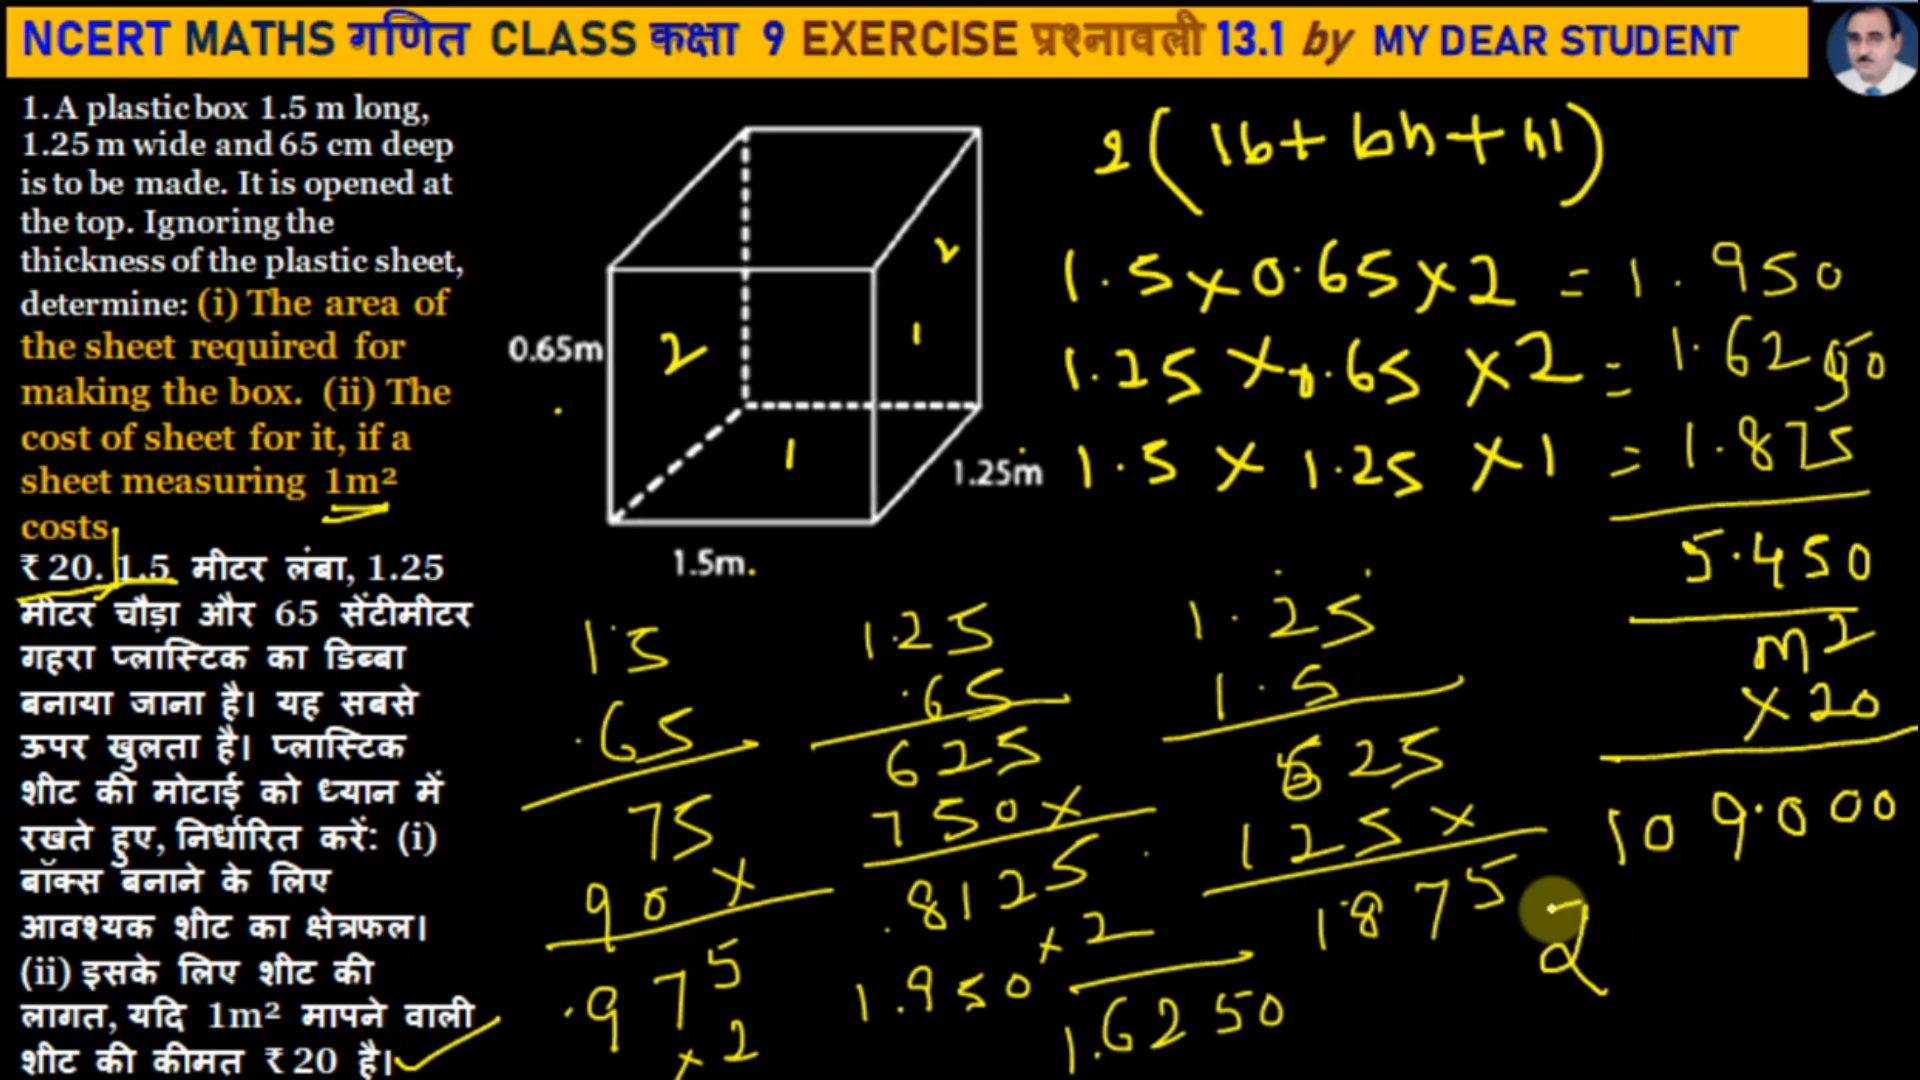 NCERT MATHS गणित CLASS कक्षा 9 EXERCISE प्रश्नावली 13.1 by MY DEAR STUDENT
1. A plastic box 1.5 m long,
1.25 m wide and 65 cm deep
is to be made. It is opened at
the top. Ignoring the
thickness of the plastic sheet,
determine: (i) The area of
the sheet required for
making the box. (ii) The
cost of sheet for it, if a
sheet measuring 1m²
costs
₹ 20. 1.5 मीटर लंबा, 1.25
मीटर चौड़ा और 65 सेंटीमीटर
गहरा प्लास्टिक का डिब्बा
बनाया जाना है। यह सबसे
ऊपर खुलता है। प्लास्टिक
शीट की मोटाई को ध्यान में
रखते हुए, निर्धारित करें: (i)
बॉक्स बनाने के लिए
आवश्यक शीट का क्षेत्रफल।
(ii) इसके लिए शीट की
लागत, यदि 1m² मापने वाली
शीट की कीमत ₹ 20 है।
0.65m
1.25m
1.5m
2
2
1
1
2 ( lb + bh + hl )
1.5 × 0.65 × 2 = 1.950
1.25 × 0.65 × 2 = 1.6250
1.5 × 1.25 × 1 = 1.875
5.450
m²
× 20
109.000
1.5
.65
75
90 ×
.975
× 2
1.950
1.25
.65
625
750 ×
.8125
× 2
1.6250
1.25
1.5
625
125 ×
1.875